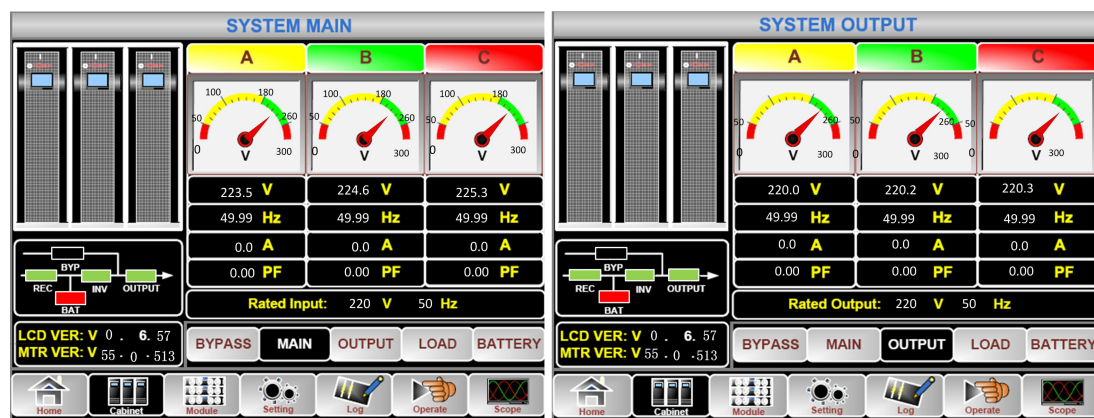 SYSTEM MAIN
A B C
100 180 100 180 100 180
50 260 50 260 50 260
0 V 300 0 V 300 0 V 300
223.5 V 224.6 V 225.3 V
49.99 Hz 49.99 Hz 49.99 Hz
0.0 A 0.0 A 0.0 A
0.00 PF 0.00 PF 0.00 PF
BYP
REC INV OUTPUT
BAT
Rated Input: 220 V 50 Hz
LCD VER: V 0 . 6. 57
MTR VER: V 55 . 0 . 513
BYPASS MAIN OUTPUT LOAD BATTERY
Home Cabinet Module Setting Log Operate Scope
SYSTEM OUTPUT
A B C
50 260 50 260 50
0 V 300 0 V 300 0 V 300
220.0 V 220.2 V 220.3 V
49.99 Hz 49.99 Hz 49.99 Hz
0.0 A 0.0 A 0.0 A
0.00 PF 0.00 PF 0.00 PF
BYP
REC INV OUTPUT
BAT
Rated Output: 220 V 50 Hz
LCD VER: V 0 . 6. 57
MTR VER: V 55 . 0 . 513
BYPASS MAIN OUTPUT LOAD BATTERY
Home Cabinet Module Setting Log Operate Scope